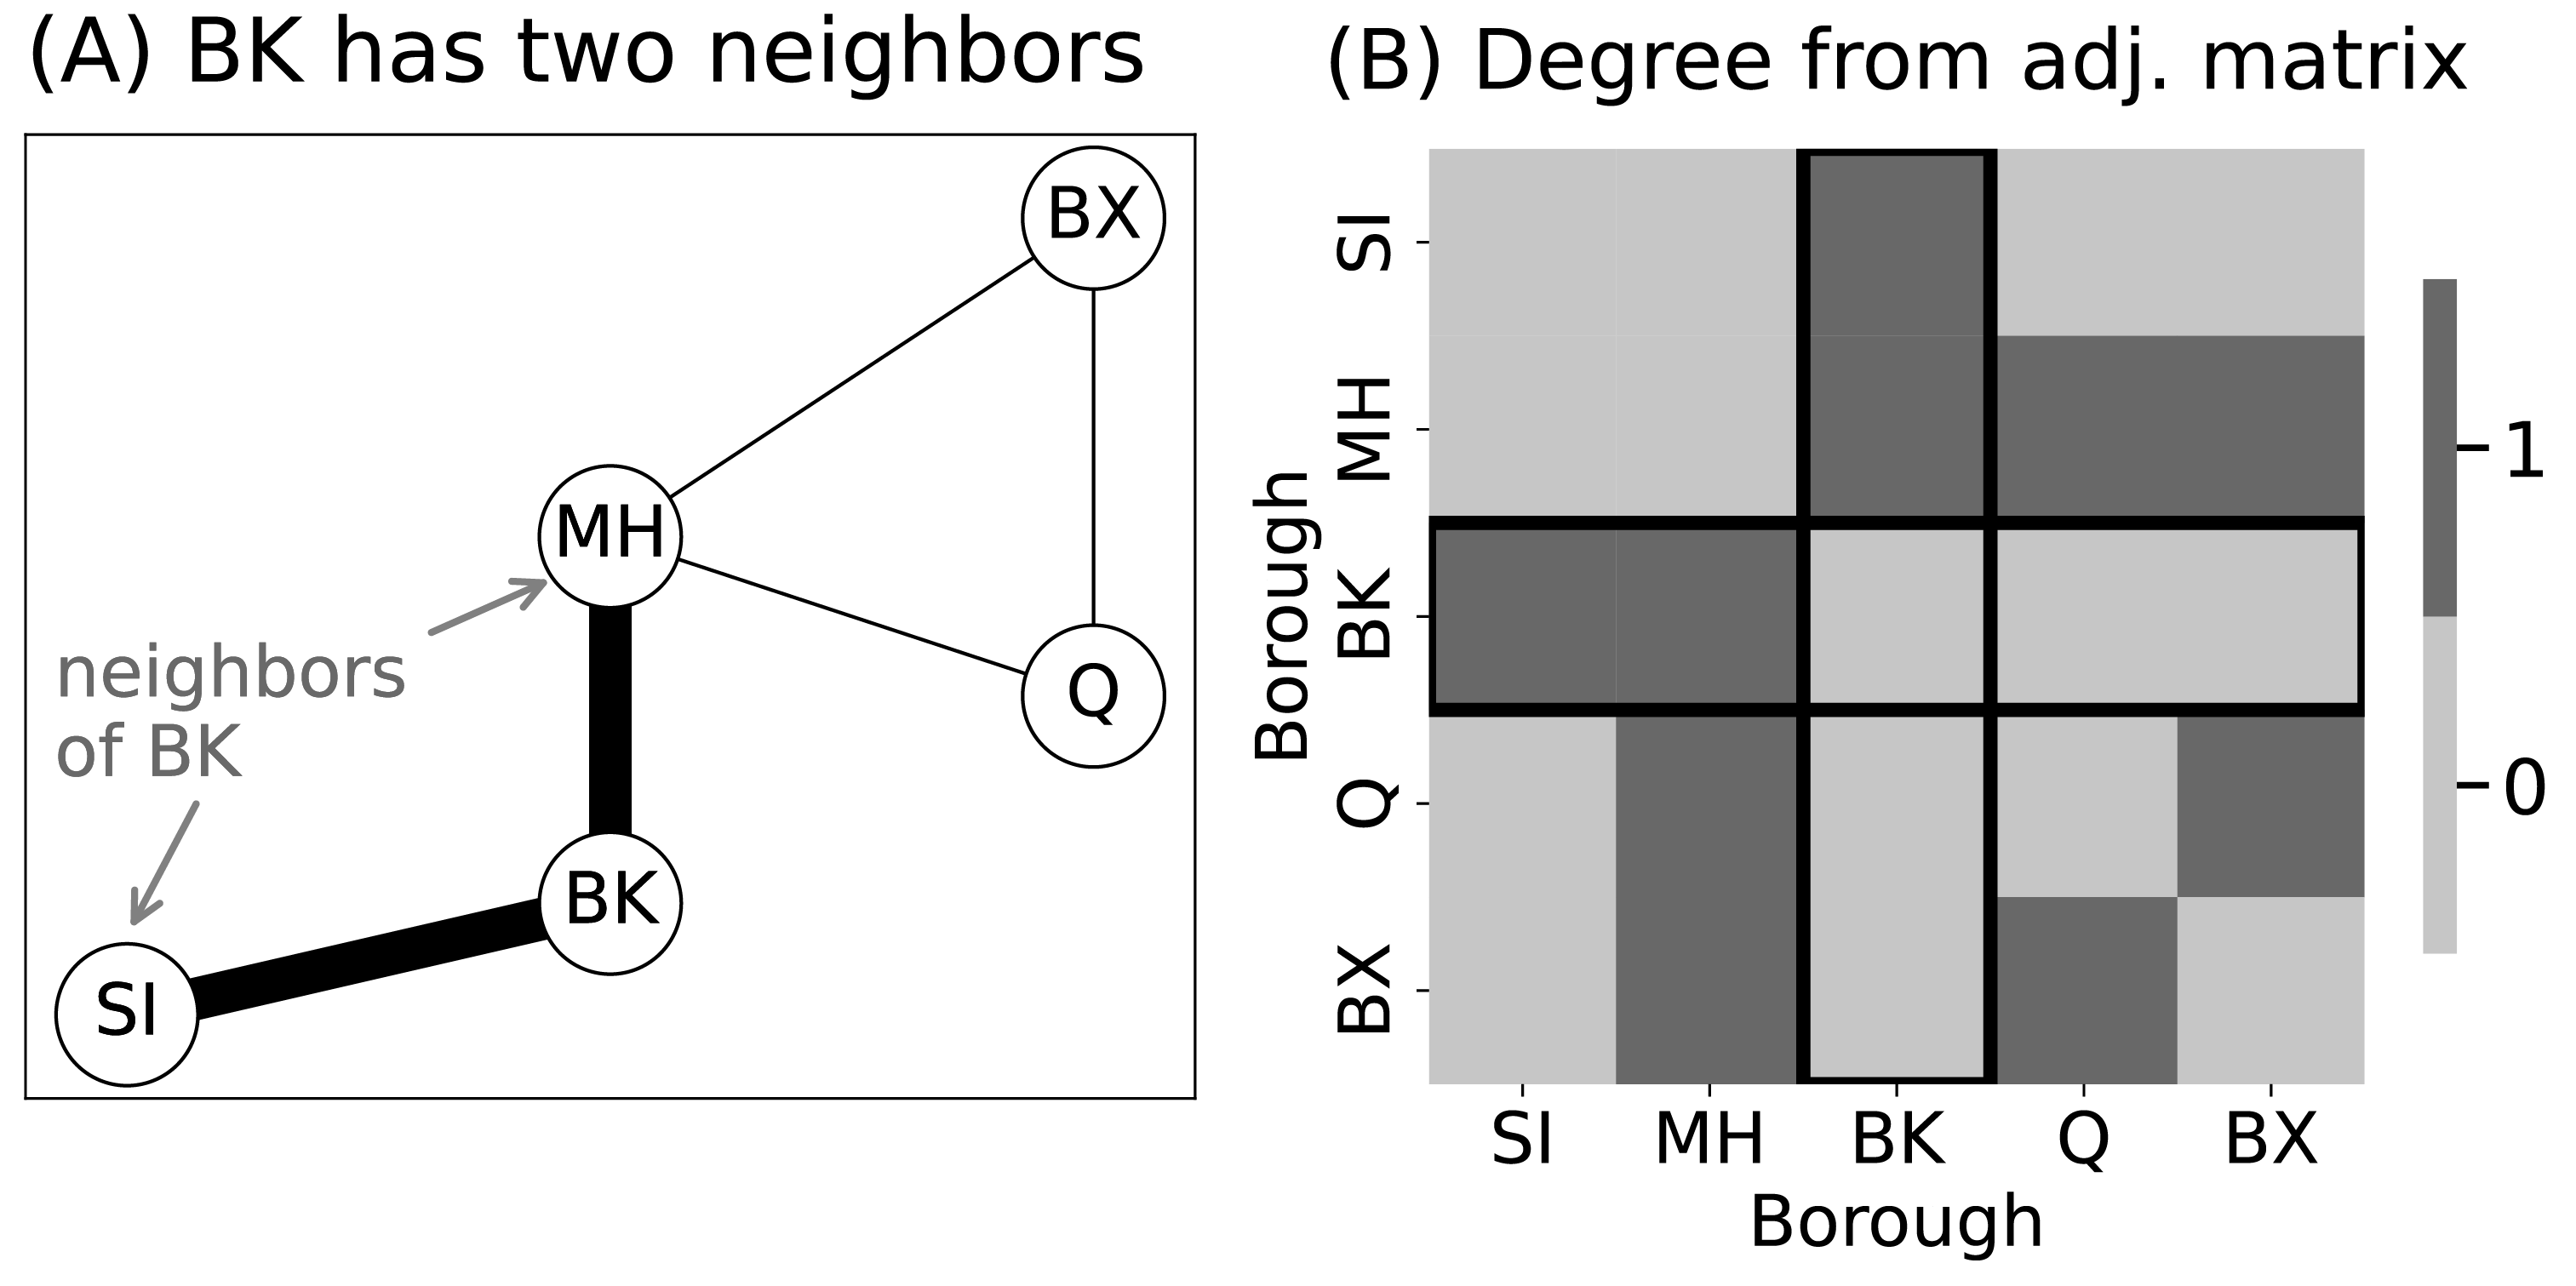 (A) BK has two neighbors
BX
MH
Q
neighbors
of BK
BK
SI
(B) Degree from adj. matrix
Borough
SI
MH
BK
Q
BX
SI MH BK Q BX
Borough
1
0